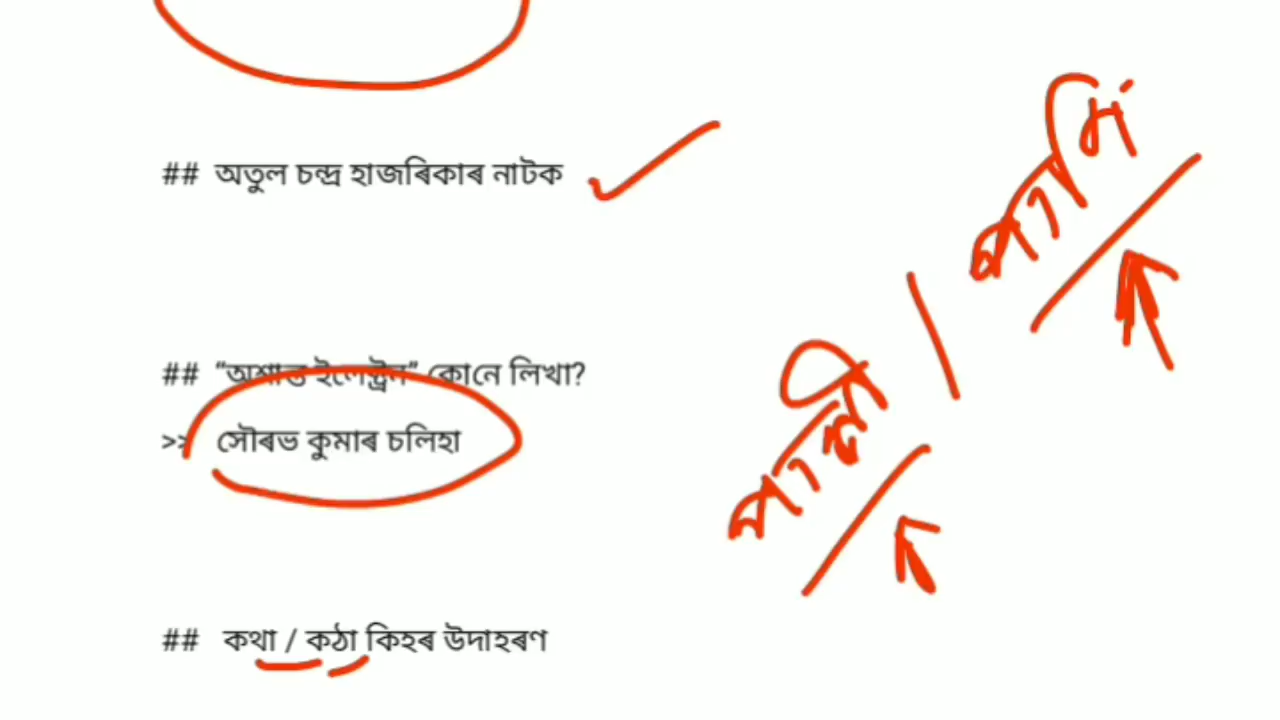 ## অতুল চন্দ্ৰ হাজৰিকাৰ নাটক
## “অশান্ত ইলেক্ট্ৰন” কোনে লিখা?
>> সৌৰভ কুমাৰ চলিহা
## কথা / কঠা কিহৰ উদাহৰণ